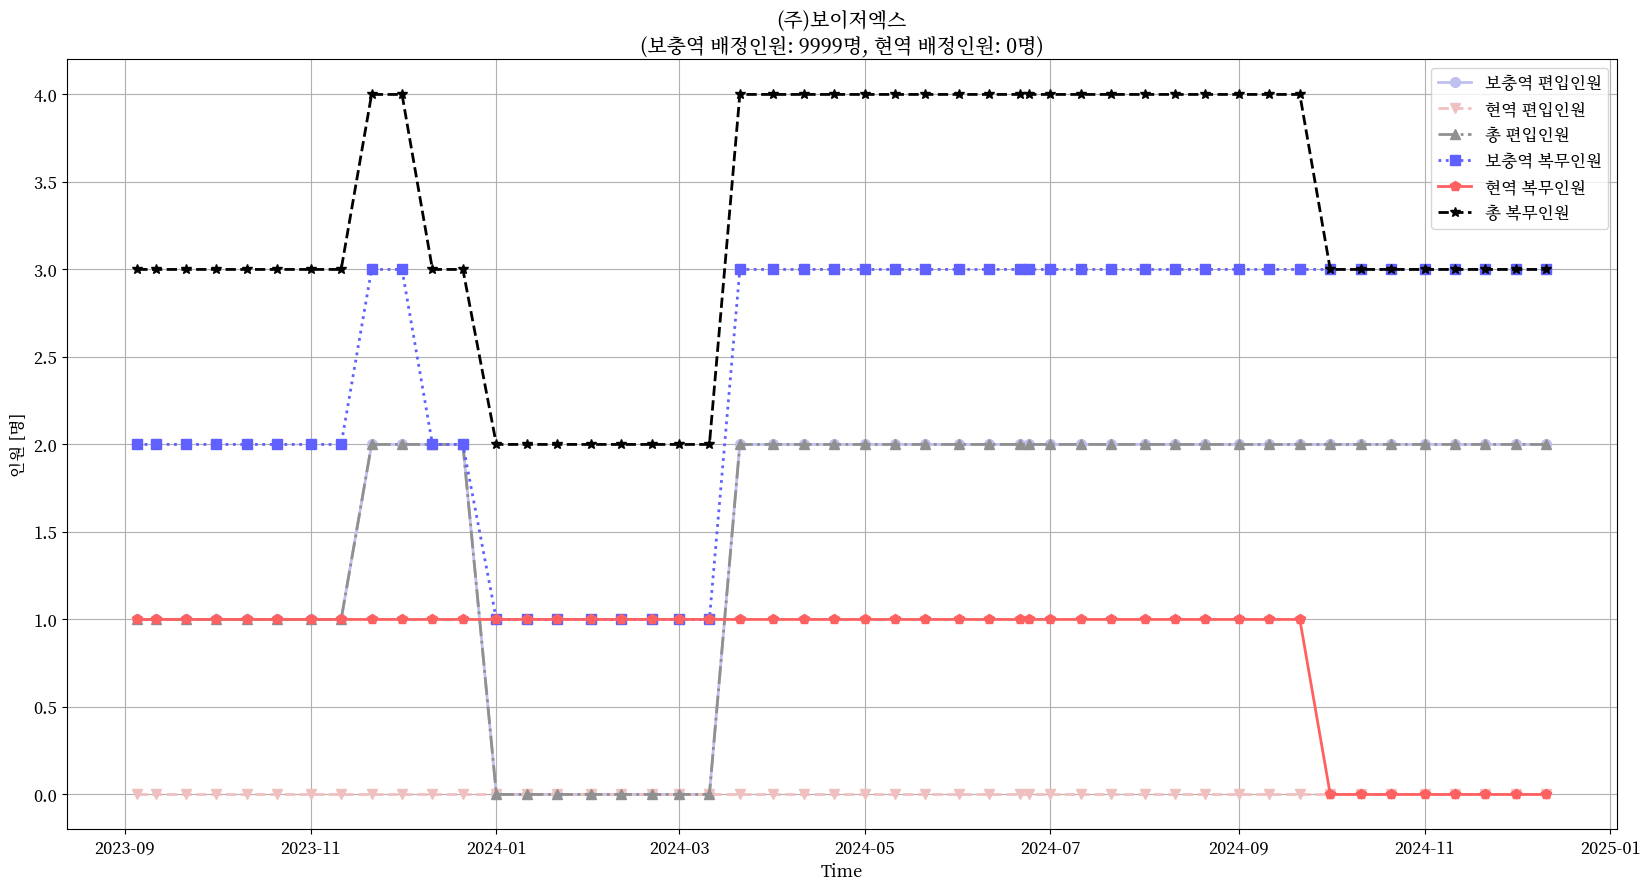 (주)보이저엑스
(보충역 배정인원: 9999명, 현역 배정인원: 0명)
4.0
3.5
3.0
2.5
2.0
1.5
1.0
0.5
0.0
인원 [명]
보충역 편입인원
현역 편입인원
총 편입인원
보충역 복무인원
현역 복무인원
총 복무인원
2023-09
2023-11
2024-01
2024-03
2024-05
2024-07
2024-09
2024-11
2025-01
Time